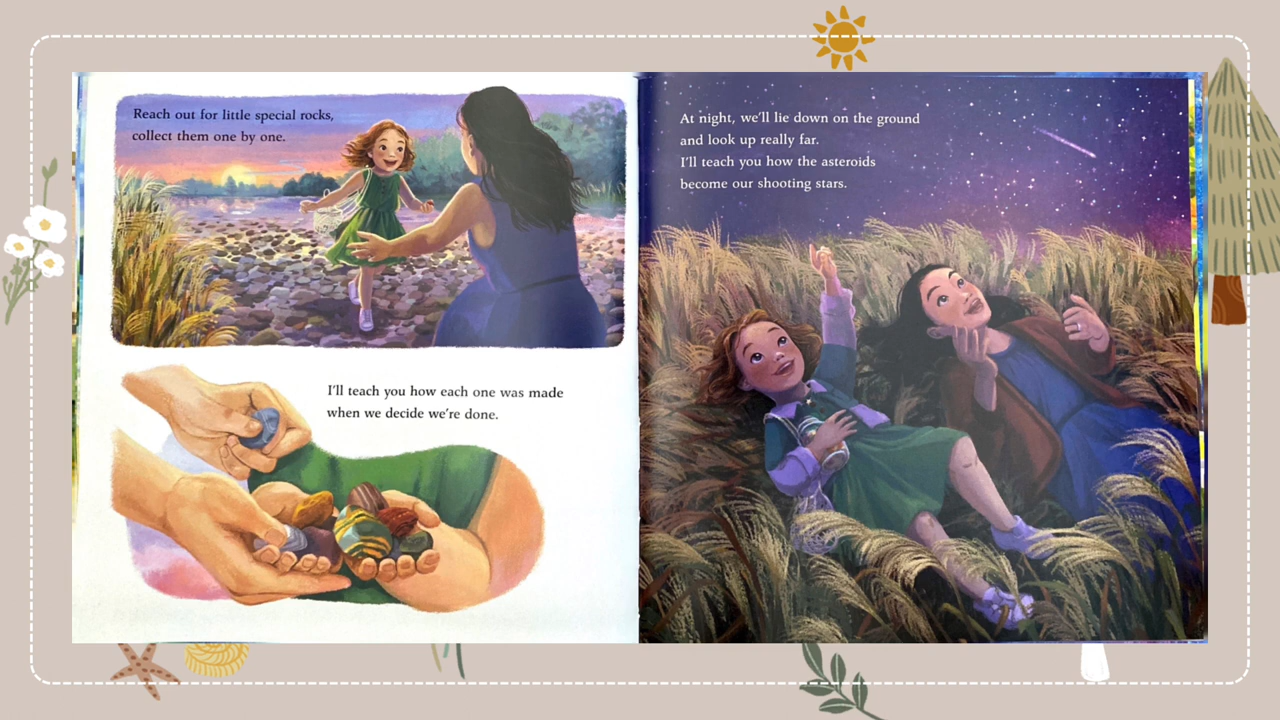 Reach out for little special rocks,
collect them one by one.
I'll teach you how each one was made
when we decide we're done.
At night, we'll lie down on the ground
and look up really far.
I'll teach you how the asteroids
become our shooting stars.